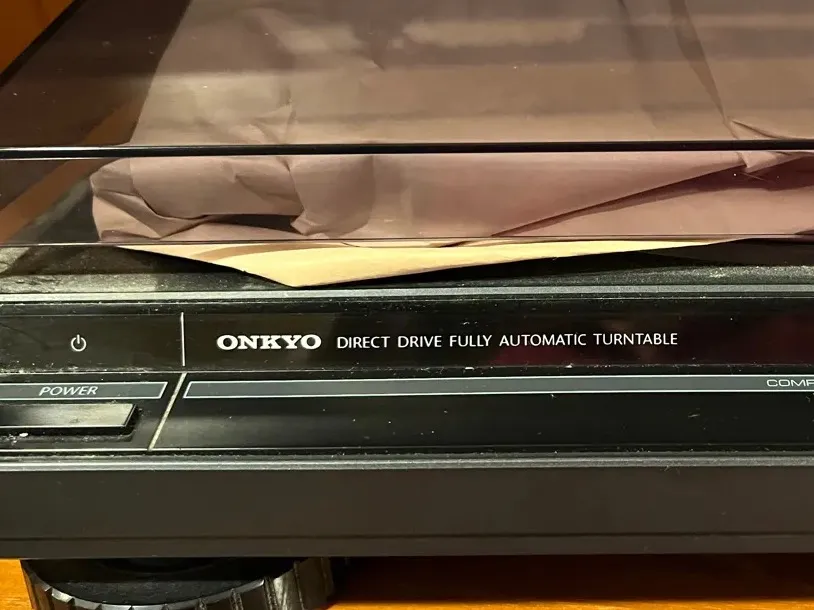 ONKYO DIRECT DRIVE FULLY AUTOMATIC TURNTABLE
POWER